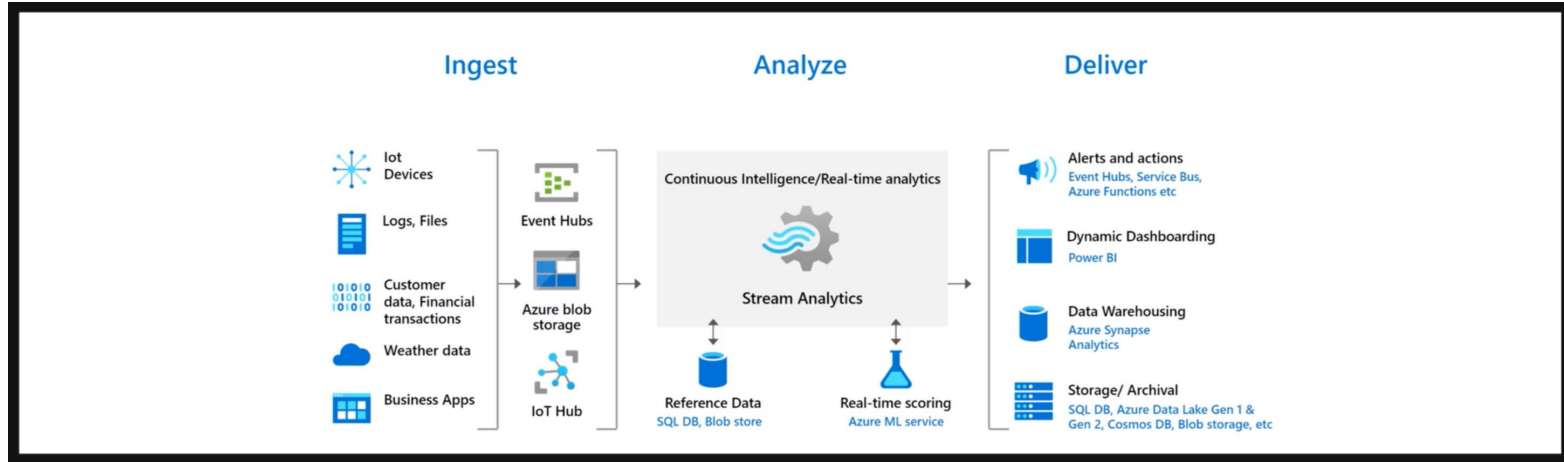 Ingest
Analyze
Deliver
Iot
Devices
Logs, Files
101010
010101
101010
Customer
data, Financial
transactions
Weather data
Business Apps
Event Hubs
Azure blob
storage
IoT Hub
Continuous Intelligence/Real-time analytics
Stream Analytics
Reference Data
SQL DB, Blob store
Real-time scoring
Azure ML service
Alerts and actions
Event Hubs, Service Bus,
Azure Functions etc
Dynamic Dashboarding
Power BI
Data Warehousing
Azure Synapse
Analytics
Storage/ Archival
SQL DB, Azure Data Lake Gen 1 &
Gen 2, Cosmos DB, Blob storage, etc